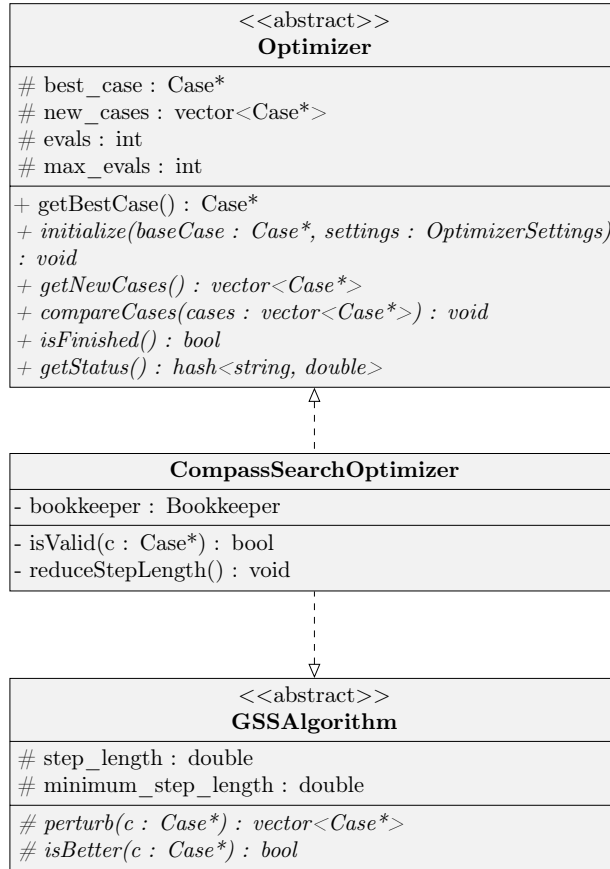 <<abstract>>
Optimizer
# best_case : Case*
# new_cases : vector<Case*>
# evals : int
# max_evals : int
+ getBestCase() : Case*
+ initialize(baseCase : Case*, settings : OptimizerSettings)
: void
+ getNewCases() : vector<Case*>
+ compareCases(cases : vector<Case*>) : void
+ isFinished() : bool
+ getStatus() : hash<string, double>
CompassSearchOptimizer
- bookkeeper : Bookkeeper
- isValid(c : Case*) : bool
- reduceStepLength() : void
<<abstract>>
GSSAlgorithm
# step_length : double
# minimum_step_length : double
# perturb(c : Case*) : vector<Case*>
# isBetter(c : Case*) : bool